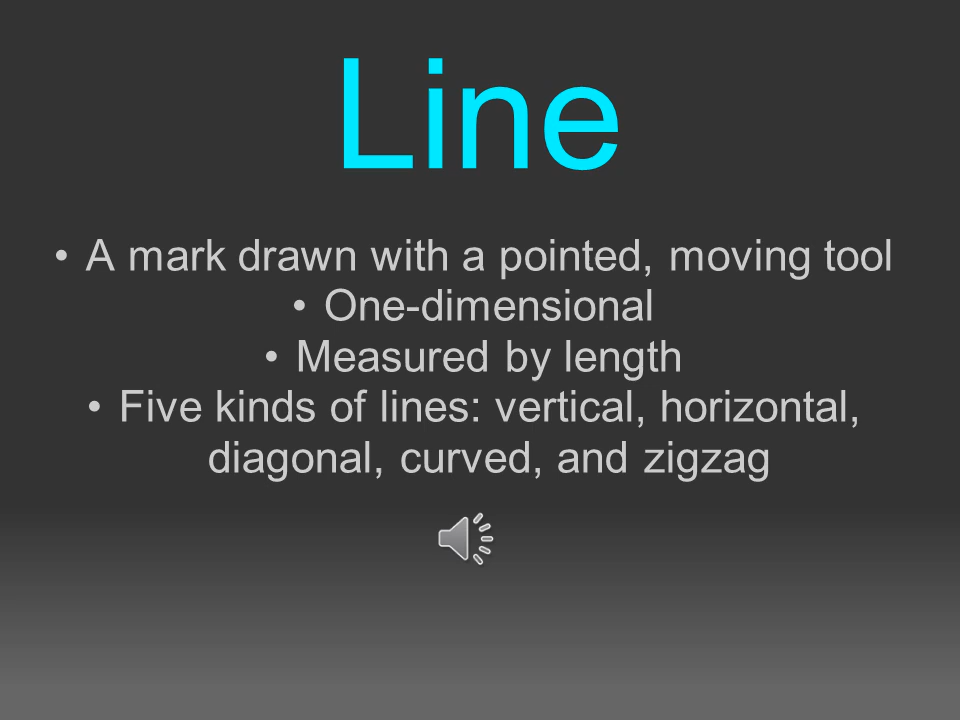 Line
• A mark drawn with a pointed, moving tool
• One-dimensional
• Measured by length
• Five kinds of lines: vertical, horizontal,
diagonal, curved, and zigzag